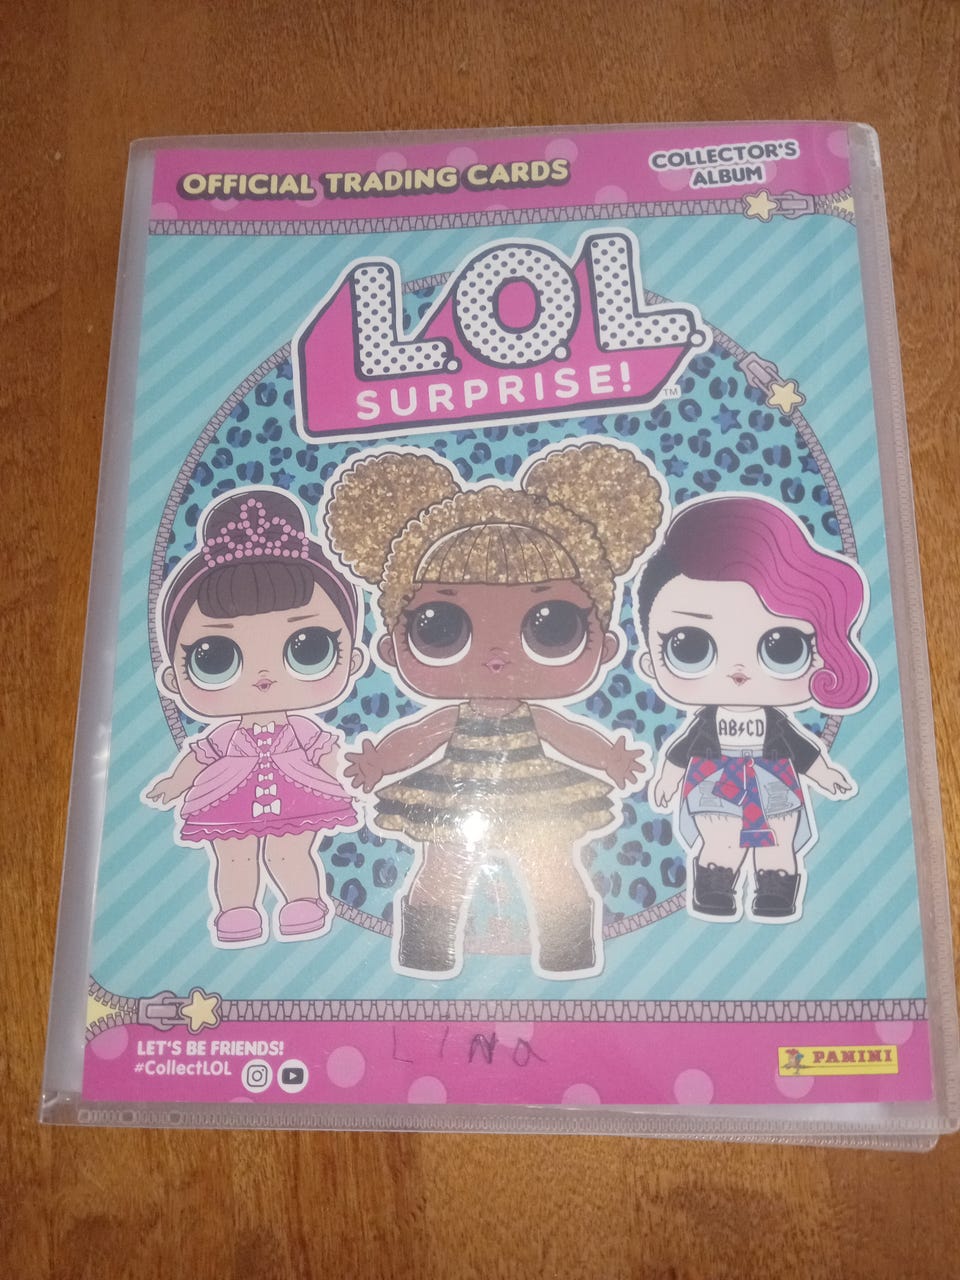 OFFICIAL TRADING CARDS
COLLECTOR'S
ALBUM
L.O.L.
SURPRISE!™
AB⚡CD
LET'S BE FRIENDS!
#CollectLOL
LINa
PANINI